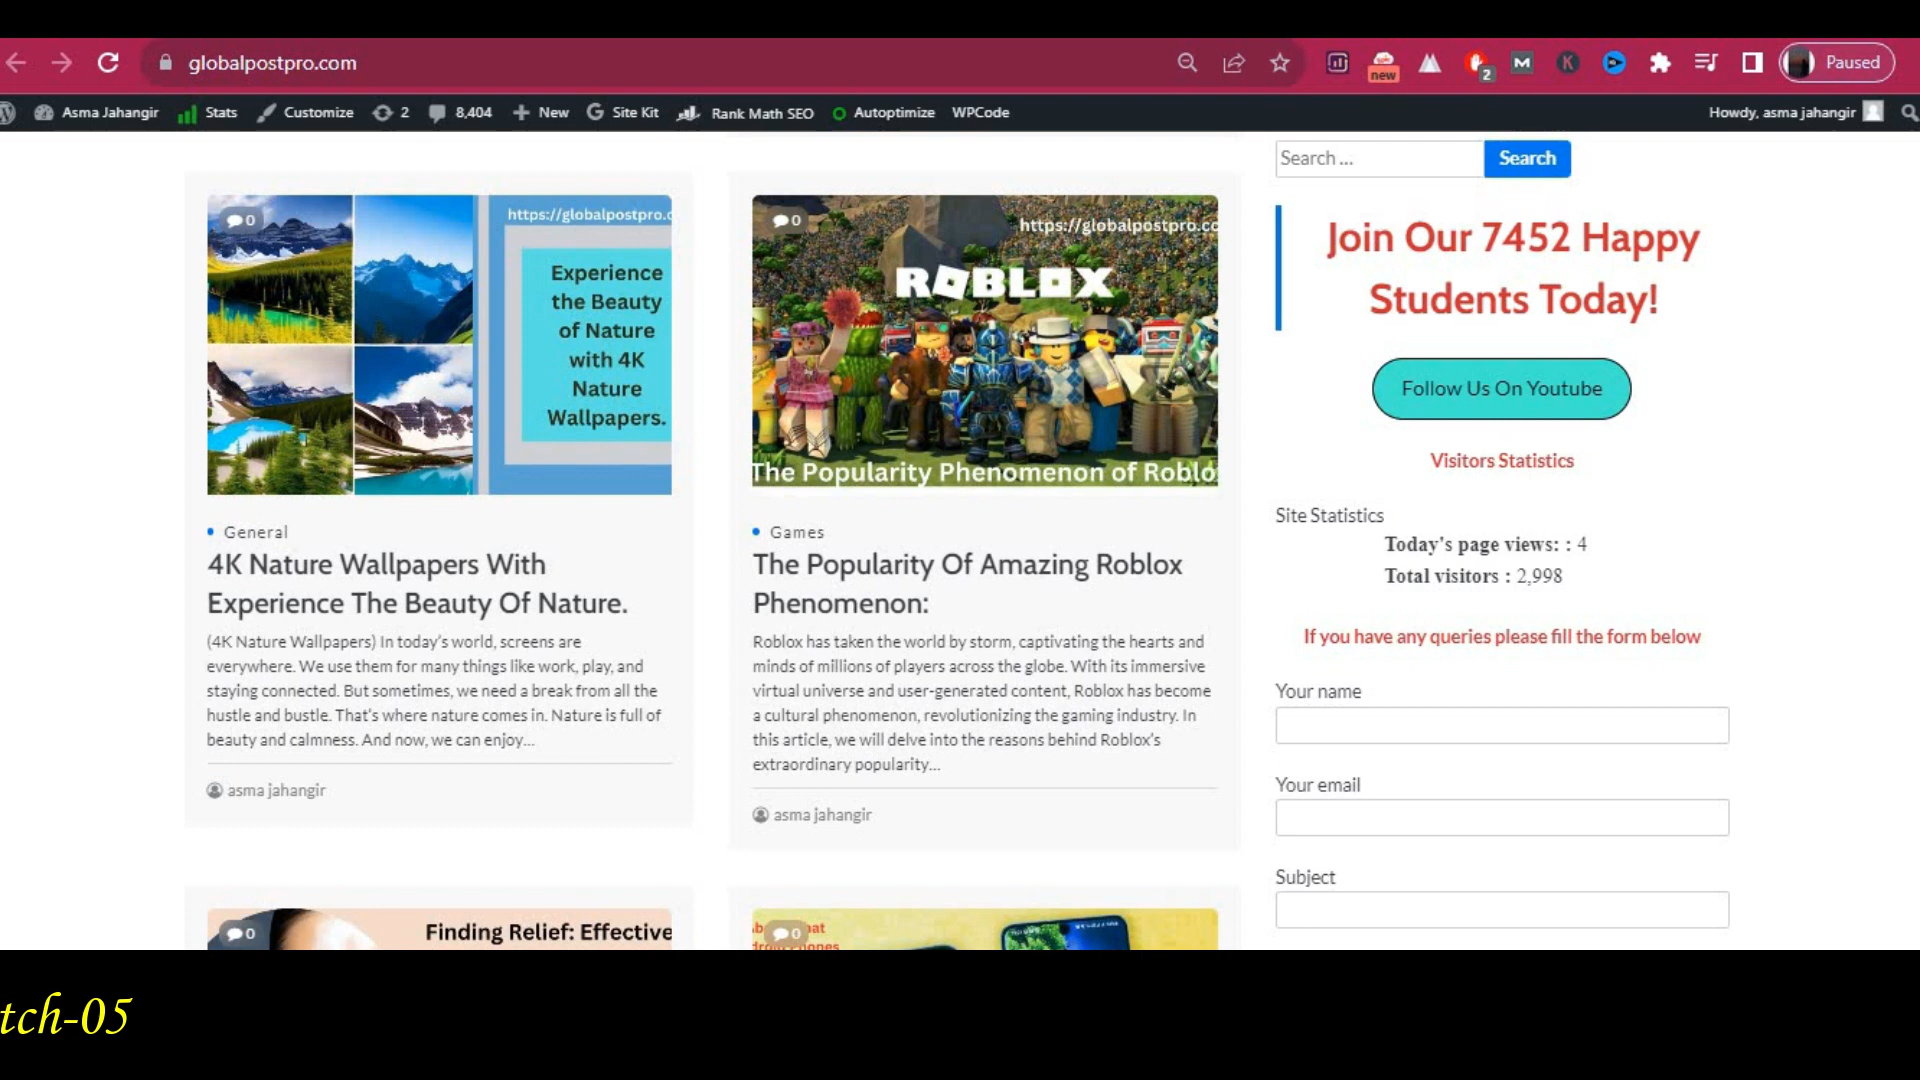 globalpostpro.com
new
2
M
K
Paused
Asma Jahangir
Stats
Customize
2
8,404
New
Site Kit
Rank Math SEO
Autoptimize
WPCode
Howdy, asma jahangir
0
https://globalpostpro.c
Experience
the Beauty
of Nature
with 4K
Nature
Wallpapers.
General
4K Nature Wallpapers With
Experience The Beauty Of Nature.
(4K Nature Wallpapers) In today's world, screens are
everywhere. We use them for many things like work, play, and
staying connected. But sometimes, we need a break from all the
hustle and bustle. That's where nature comes in. Nature is full of
beauty and calmness. And now, we can enjoy...
asma jahangir
0
https://globalpostpro.cc
ROBLOX
The Popularity Phenomenon of Roblo
Games
The Popularity Of Amazing Roblox
Phenomenon:
Roblox has taken the world by storm, captivating the hearts and
minds of millions of players across the globe. With its immersive
virtual universe and user-generated content, Roblox has become
a cultural phenomenon, revolutionizing the gaming industry. In
this article, we will delve into the reasons behind Roblox's
extraordinary popularity...
asma jahangir
0
Finding Relief: Effective
0
Search ...
Search
Join Our 7452 Happy
Students Today!
Follow Us On Youtube
Visitors Statistics
Site Statistics
Today's page views: : 4
Total visitors : 2,998
If you have any queries please fill the form below
Your name
Your email
Subject
tch-05